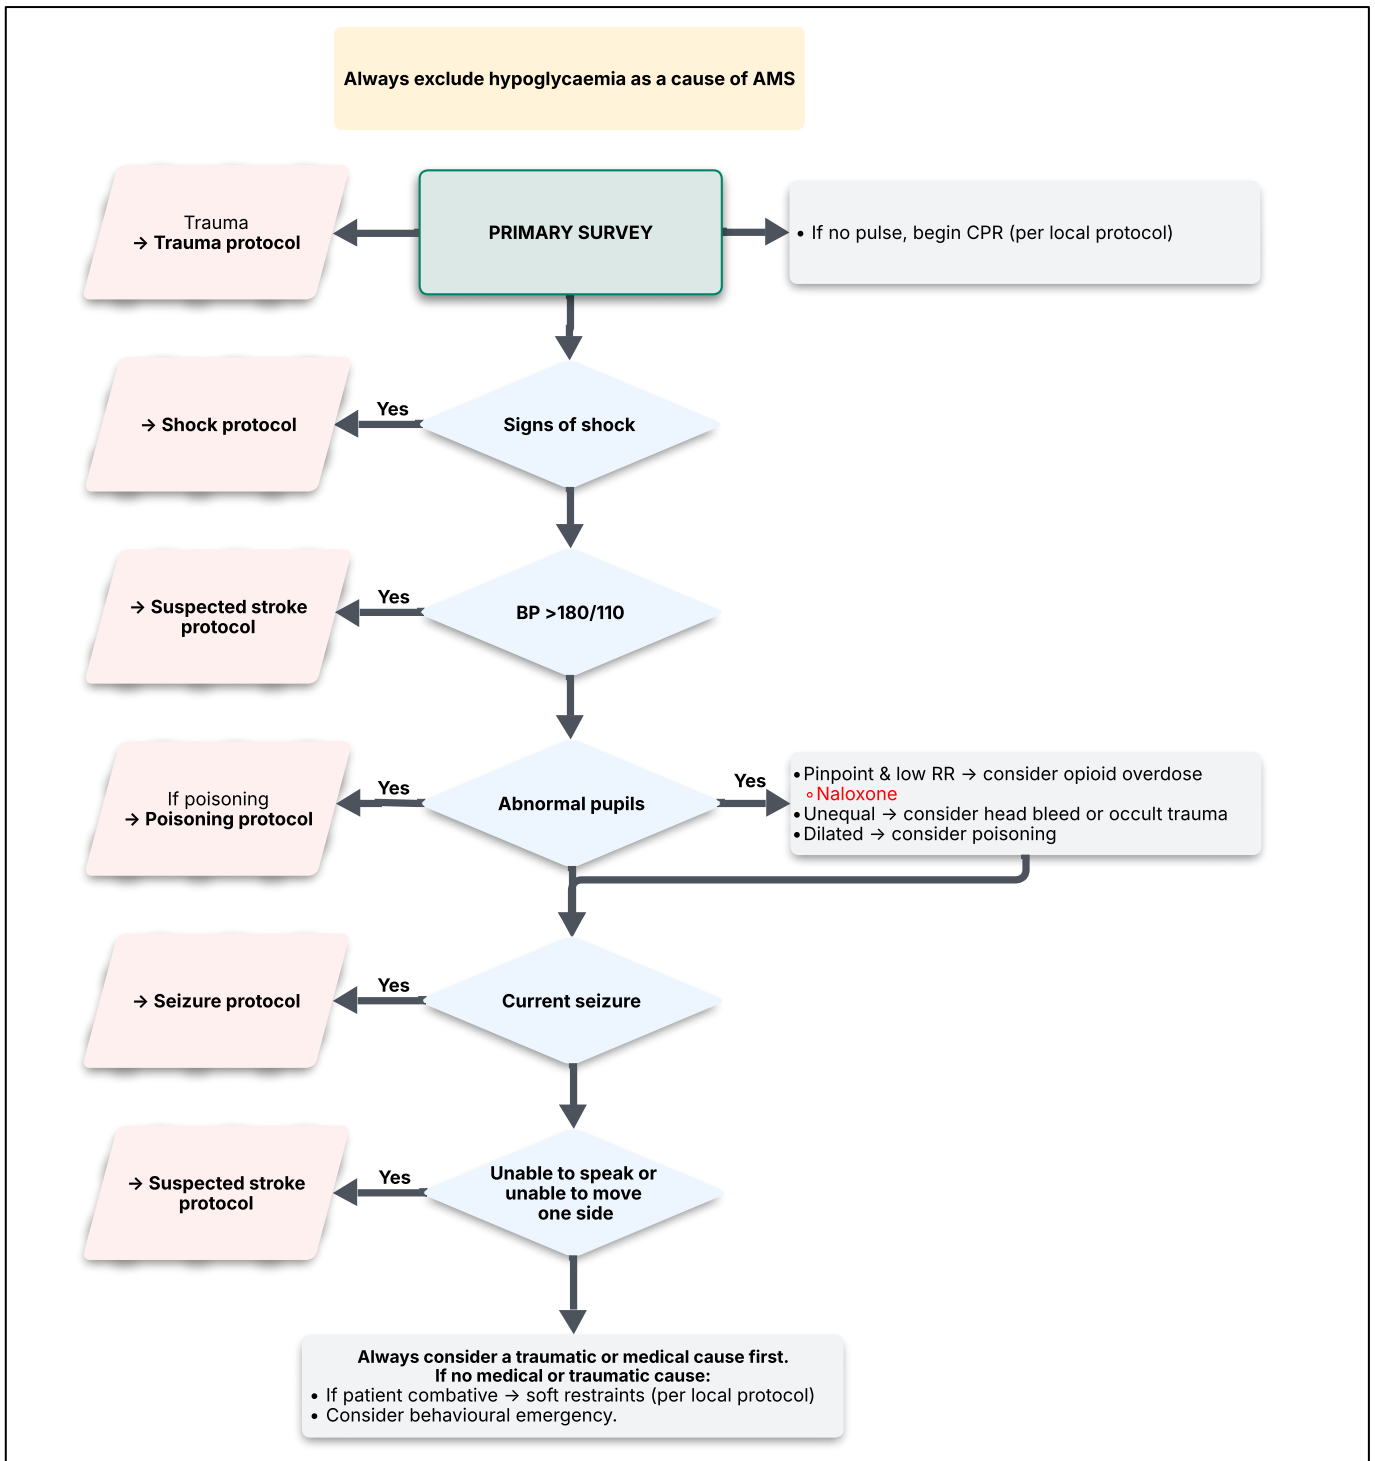 Always exclude hypoglycaemia as a cause of AMS
Trauma
→ Trauma protocol
PRIMARY SURVEY
• If no pulse, begin CPR (per local protocol)
→ Shock protocol
Yes
Signs of shock
→ Suspected stroke
protocol
Yes
BP >180/110
If poisoning
→ Poisoning protocol
Yes
Abnormal pupils
Yes
• Pinpoint & low RR → consider opioid overdose
◦ Naloxone
• Unequal → consider head bleed or occult trauma
• Dilated → consider poisoning
→ Seizure protocol
Yes
Current seizure
→ Suspected stroke
protocol
Yes
Unable to speak or
unable to move
one side
Always consider a traumatic or medical cause first.
If no medical or traumatic cause:
• If patient combative → soft restraints (per local protocol)
• Consider behavioural emergency.